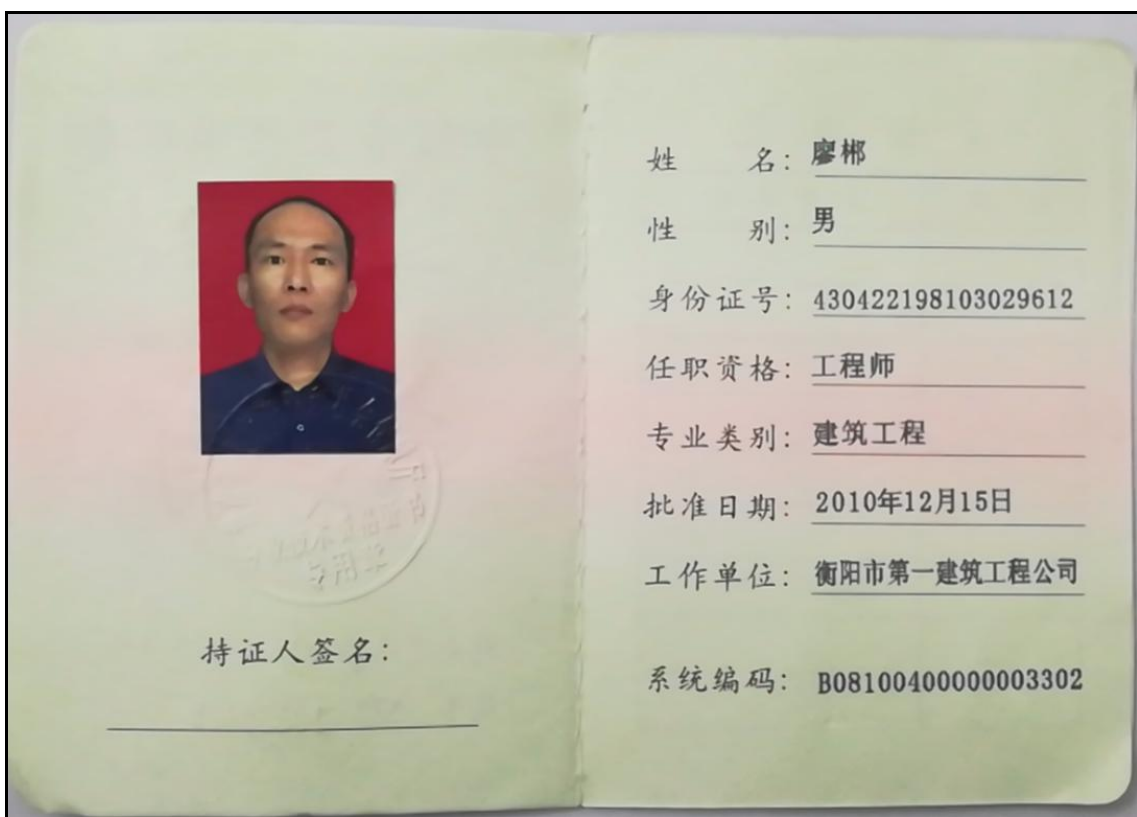 持证人签名：
姓 名：廖郴
性 别：男
身份证号：430422198103029612
任职资格：工程师
专业类别：建筑工程
批准日期：2010年12月15日
工作单位：衡阳市第一建筑工程公司
系统编码：B08100400000003302